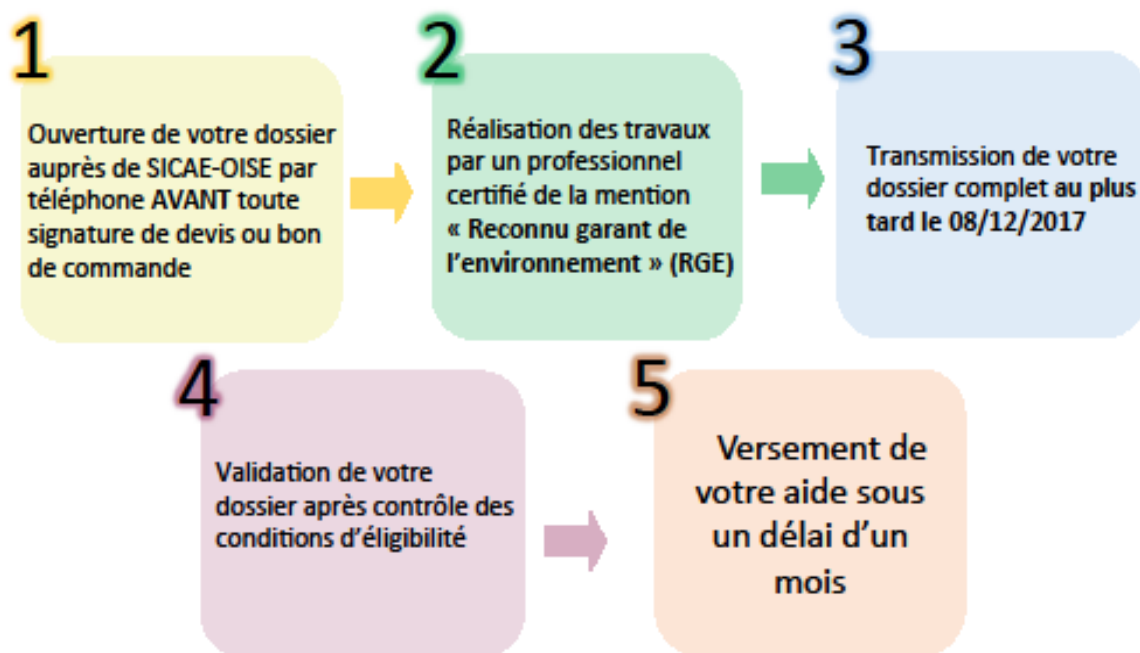 1
Ouverture de votre dossier
auprès de SICAE-OISE par
téléphone AVANT toute
signature de devis ou bon
de commande
2
Réalisation des travaux
par un professionnel
certifié de la mention
« Reconnu garant de
l'environnement » (RGE)
3
Transmission de votre
dossier complet au plus
tard le 08/12/2017
4
Validation de votre
dossier après contrôle des
conditions d'éligibilité
5
Versement de
votre aide sous
un délai d'un
mois